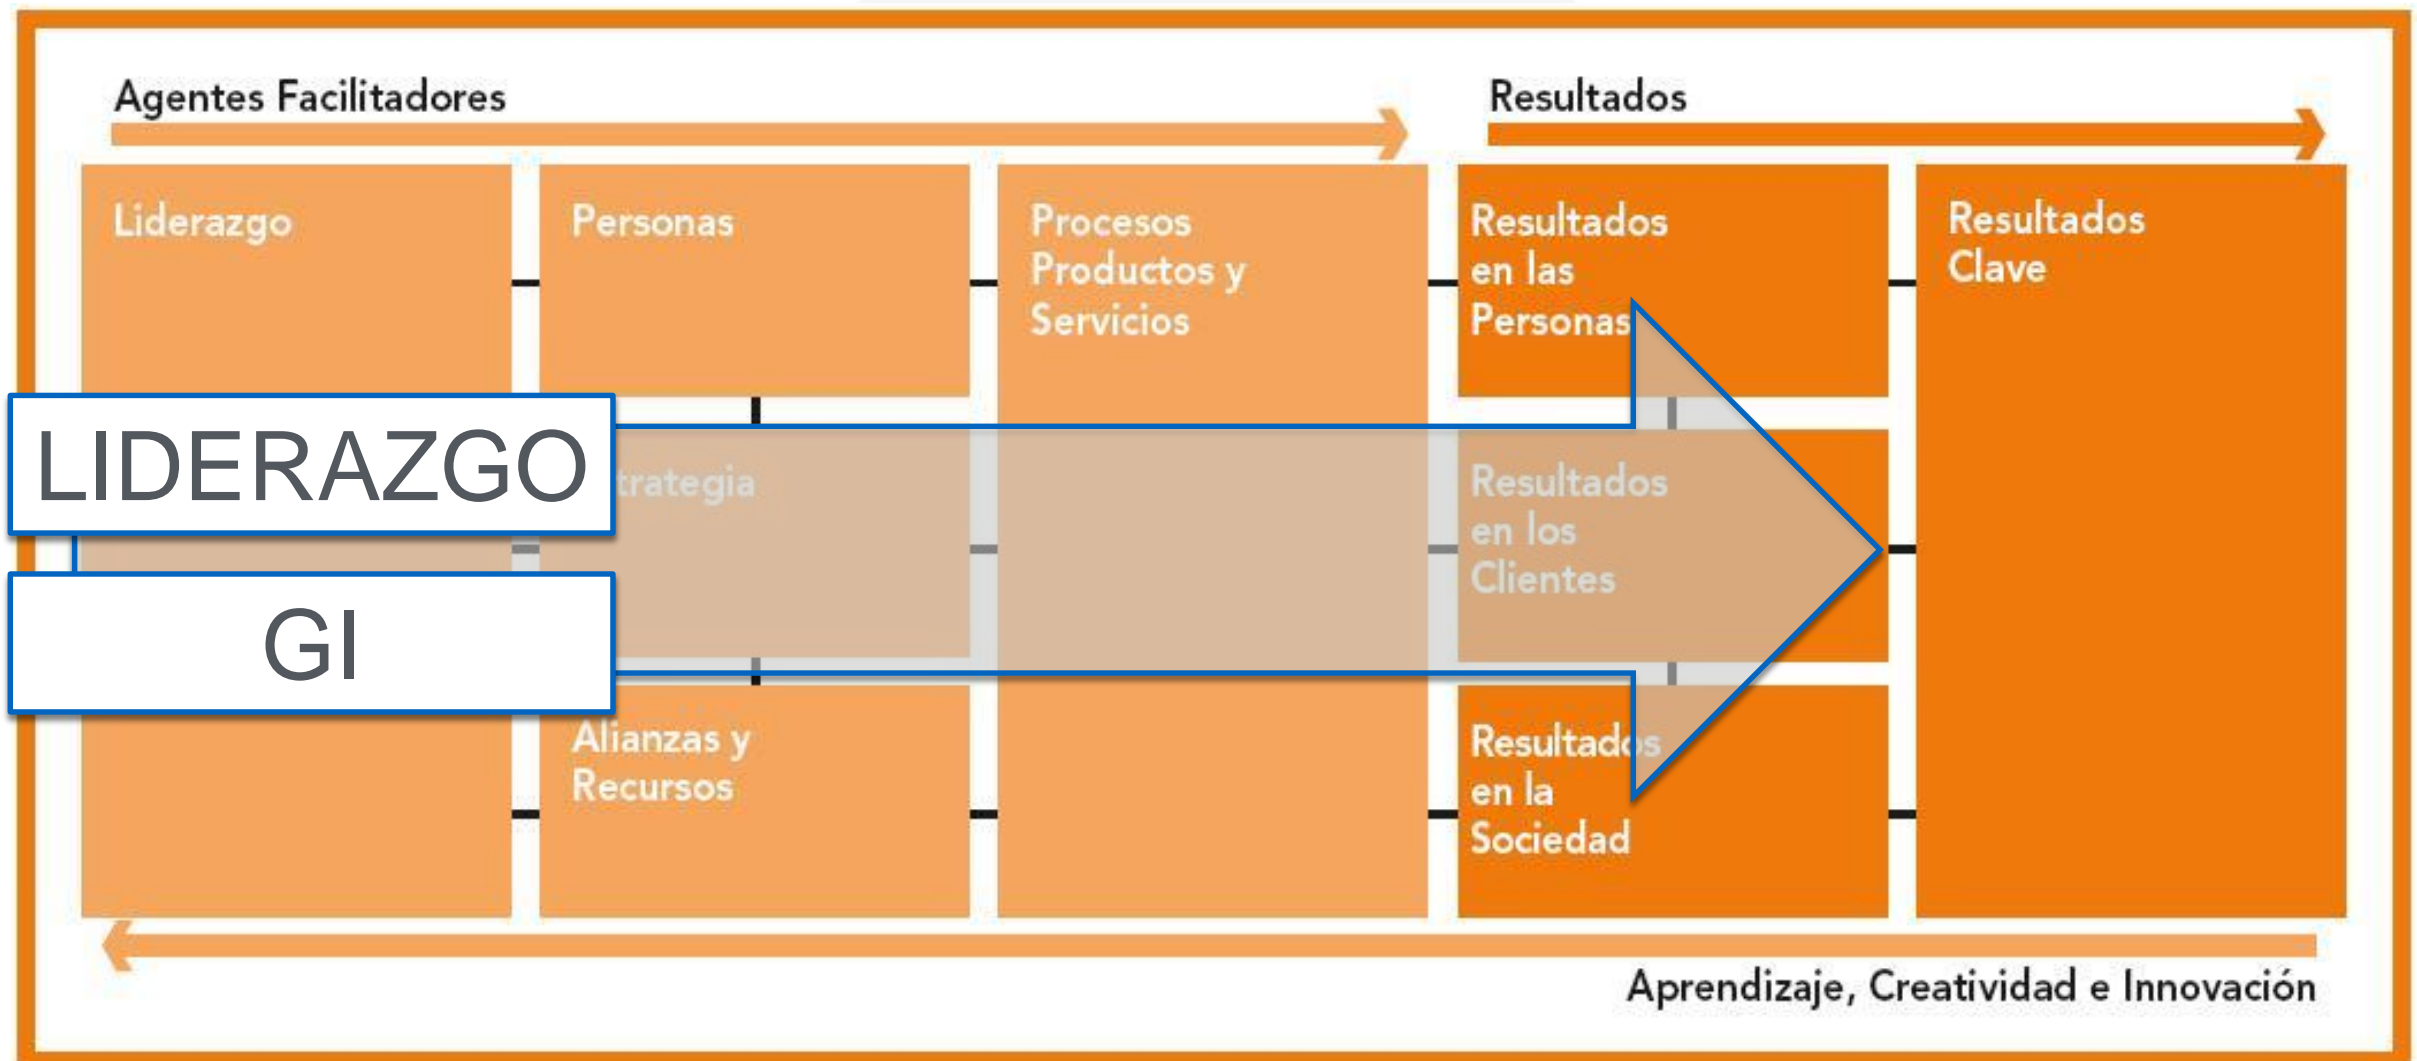 Agentes Facilitadores
Resultados
Liderazgo
Personas
Procesos
Productos y
Servicios
Resultados
en las
Personas
Resultados
Clave
LIDERAZGO
trategia
Resultados
en los
Clientes
GI
Alianzas y
Recursos
Resultados
en la
Sociedad
Aprendizaje, Creatividad e Innovación